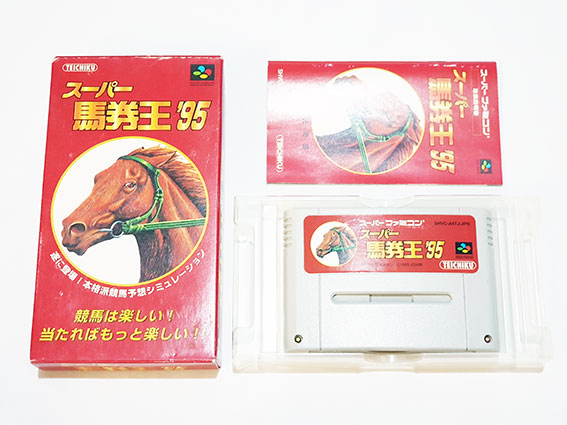 TEICHIKU
スーパー
馬券王'95
遂に登場!本格派競馬予想シミュレーション
競馬は楽しい!!
当たればもっと楽しい!!
スーパーファミコン
スーパー
馬券王'95
TEICHIKU
スーパーファミコン
スーパー
馬券王'95
TEICHIKU